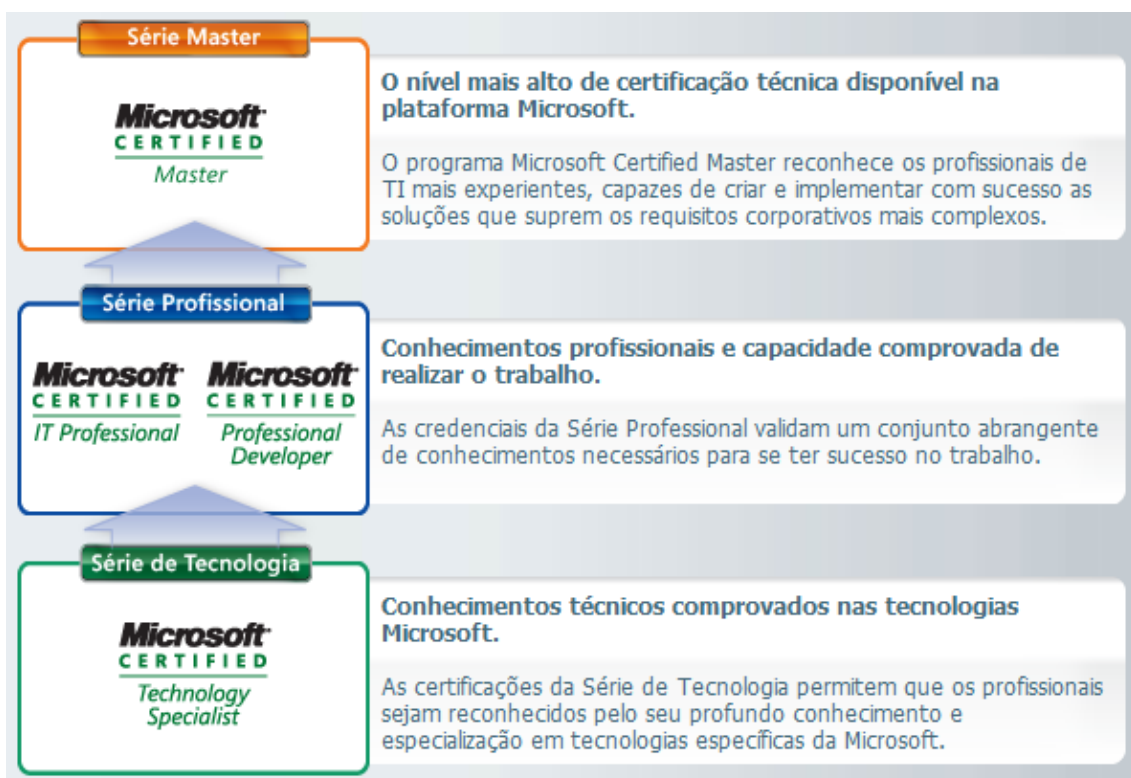 Série Master
Microsoft
CERTIFIED
Master
O nível mais alto de certificação técnica disponível na
plataforma Microsoft.
O programa Microsoft Certified Master reconhece os profissionais de
TI mais experientes, capazes de criar e implementar com sucesso as
soluções que suprem os requisitos corporativos mais complexos.
Série Profissional
Microsoft
CERTIFIED
IT Professional
Microsoft
CERTIFIED
Professional
Developer
Conhecimentos profissionais e capacidade comprovada de
realizar o trabalho.
As credenciais da Série Professional validam um conjunto abrangente
de conhecimentos necessários para se ter sucesso no trabalho.
Série de Tecnologia
Microsoft
CERTIFIED
Technology
Specialist
Conhecimentos técnicos comprovados nas tecnologias
Microsoft.
As certificações da Série de Tecnologia permitem que os profissionais
sejam reconhecidos pelo seu profundo conhecimento e
especialização em tecnologias específicas da Microsoft.